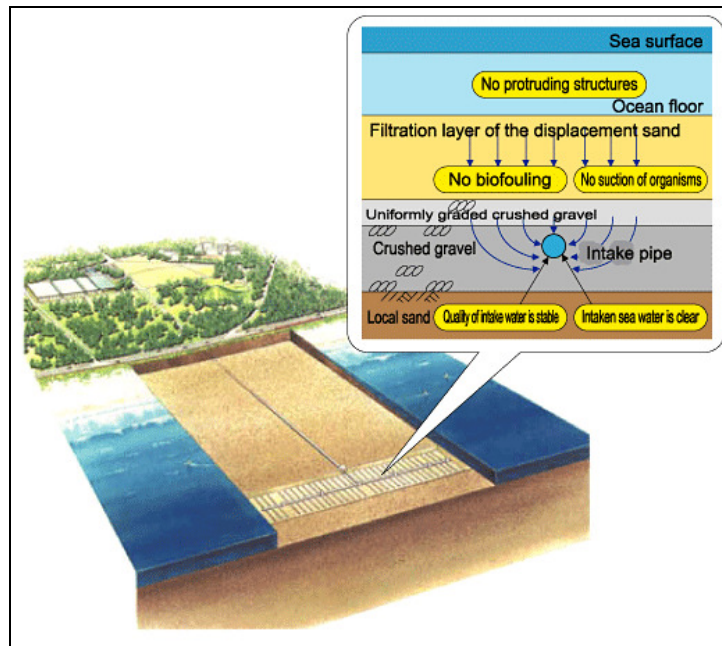 Sea surface
No protruding structures
Ocean floor
Filtration layer of the displacement sand
No biofouling
No suction of organisms
Uniformly graded crushed gravel
Crushed gravel
Intake pipe
Local sand
Quality of intake water is stable
Intaken sea water is clear